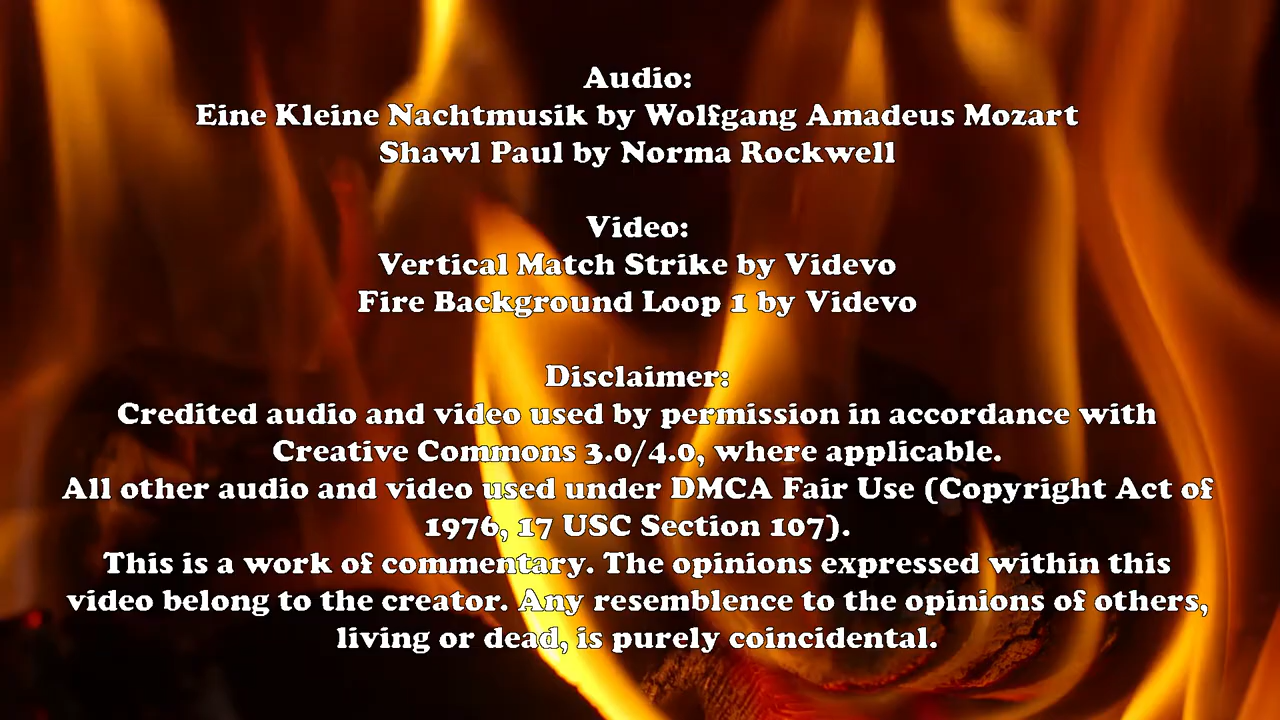 Audio:
Eine Kleine Nachtmusik by Wolfgang Amadeus Mozart
Shawl Paul by Norma Rockwell
Video:
Vertical Match Strike by Videvo
Fire Background Loop 1 by Videvo
Disclaimer:
Credited audio and video used by permission in accordance with
Creative Commons 3.0/4.0, where applicable.
All other audio and video used under DMCA Fair Use (Copyright Act of
1976, 17 USC Section 107).
This is a work of commentary. The opinions expressed within this
video belong to the creator. Any resemblence to the opinions of others,
living or dead, is purely coincidental.